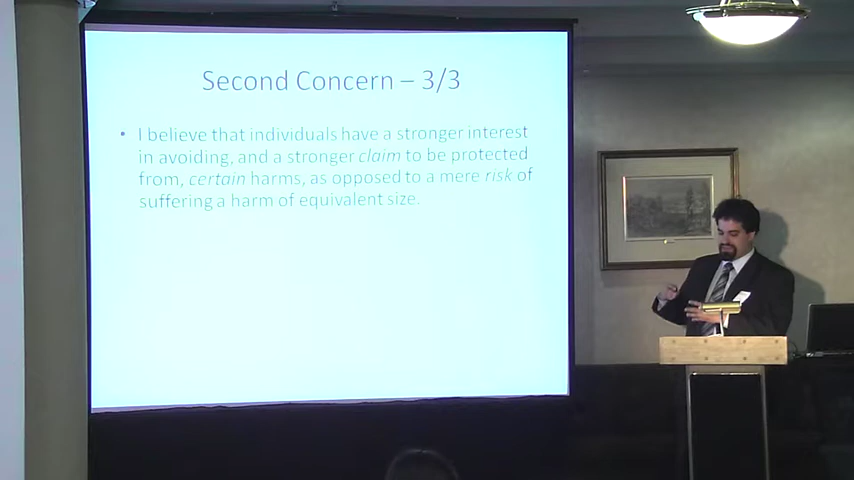 Second Concern – 3/3
• I believe that individuals have a stronger interest
in avoiding, and a stronger claim to be protected
from, certain harms, as opposed to a mere risk of
suffering a harm of equivalent size.